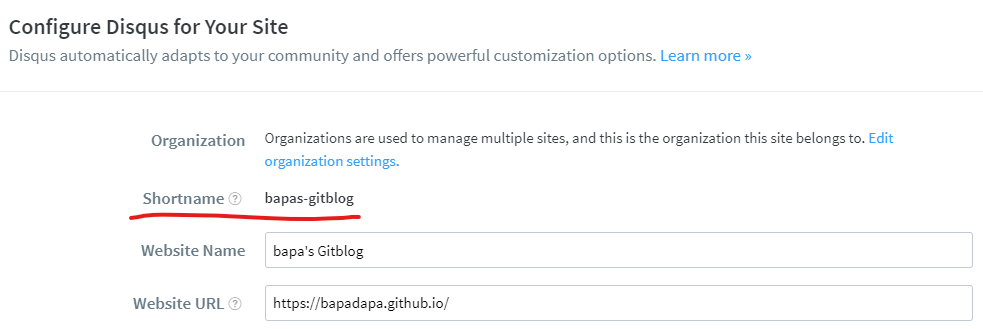 Configure Disqus for Your Site
Disqus automatically adapts to your community and offers powerful customization options. Learn more »
Organization Organizations are used to manage multiple sites, and this is the organization this site belongs to. Edit
organization settings.
Shortname ? bapas-gitblog
Website Name bapa's Gitblog
Website URL ? https://bapadapa.github.io/